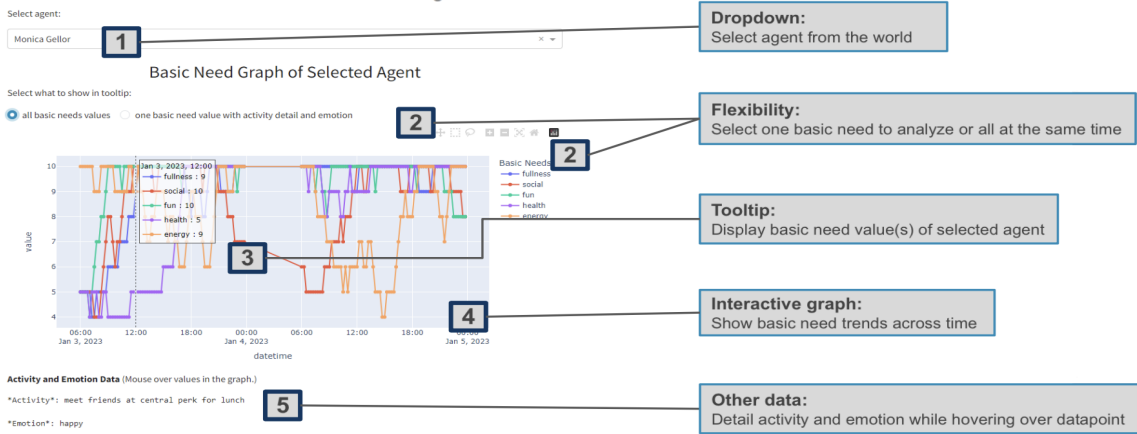 Select agent:
Monica Gellor
1
Dropdown:
Select agent from the world
Basic Need Graph of Selected Agent
Select what to show in tooltip:
all basic needs values
one basic need value with activity detail and emotion
2
Flexibility:
Select one basic need to analyze or all at the same time
2
Basic Needs
fullness
social
fun
health
energy
Jan 3, 2023, 12:00
fullness : 9
social : 10
fun : 10
health : 5
energy : 9
value
10
9
8
7
6
5
4
3
Tooltip:
Display basic need value(s) of selected agent
4
Interactive graph:
Show basic need trends across time
06:00
Jan 3, 2023
12:00
18:00
00:00
Jan 4, 2023
06:00
12:00
18:00
00:00
Jan 5, 2023
datetime
Activity and Emotion Data (Mouse over values in the graph.)
*Activity*: meet friends at central perk for lunch
*Emotion*: happy
5
Other data:
Detail activity and emotion while hovering over datapoint